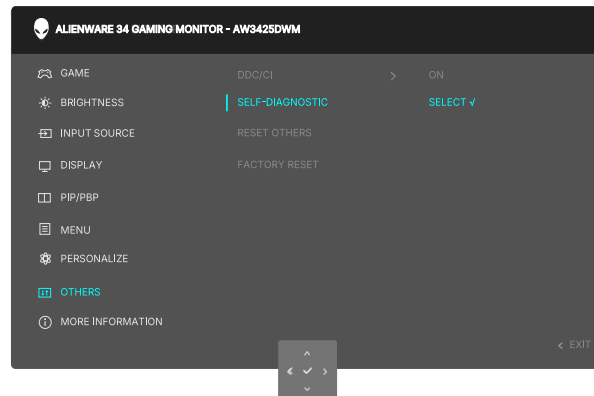 ALIENWARE 34 GAMING MONITOR - AW3425DWM
GAME
DDC/CI > ON
BRIGHTNESS
SELF-DIAGNOSTIC SELECT √
INPUT SOURCE
RESET OTHERS
DISPLAY
FACTORY RESET
PIP/PBP
MENU
PERSONALIZE
OTHERS
MORE INFORMATION
< EXIT